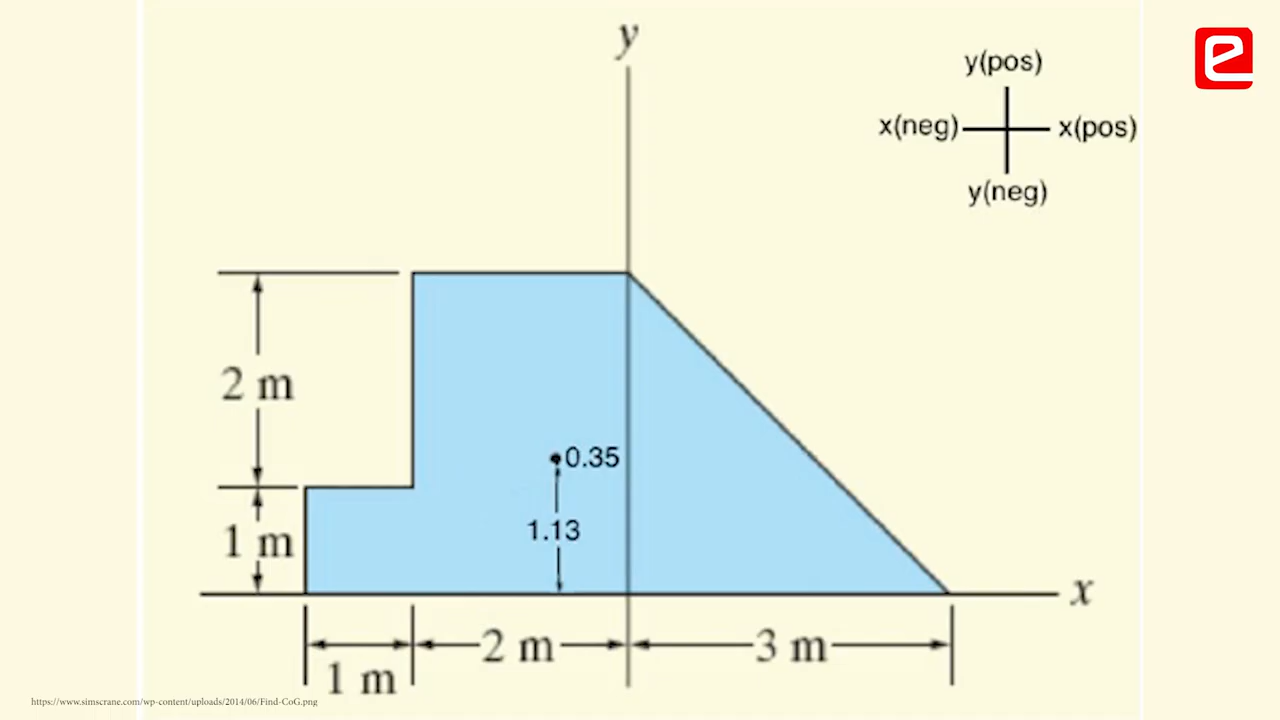 y
y(pos)
x(neg)
x(pos)
y(neg)
e
2 m
0.35
1.13
1 m
x
2 m
3 m
1 m
https://www.simscrane.com/wp-content/uploads/2014/06/Find-CoG.png